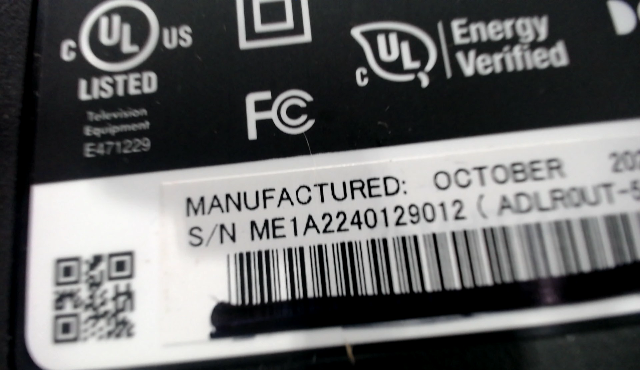 UL
C US
LISTED
Television
Equipment
E471229
FC
C UL
Energy
Verified
MANUFACTURED: OCTOBER
S/N ME1A2240129012 ( ADLR0UT-